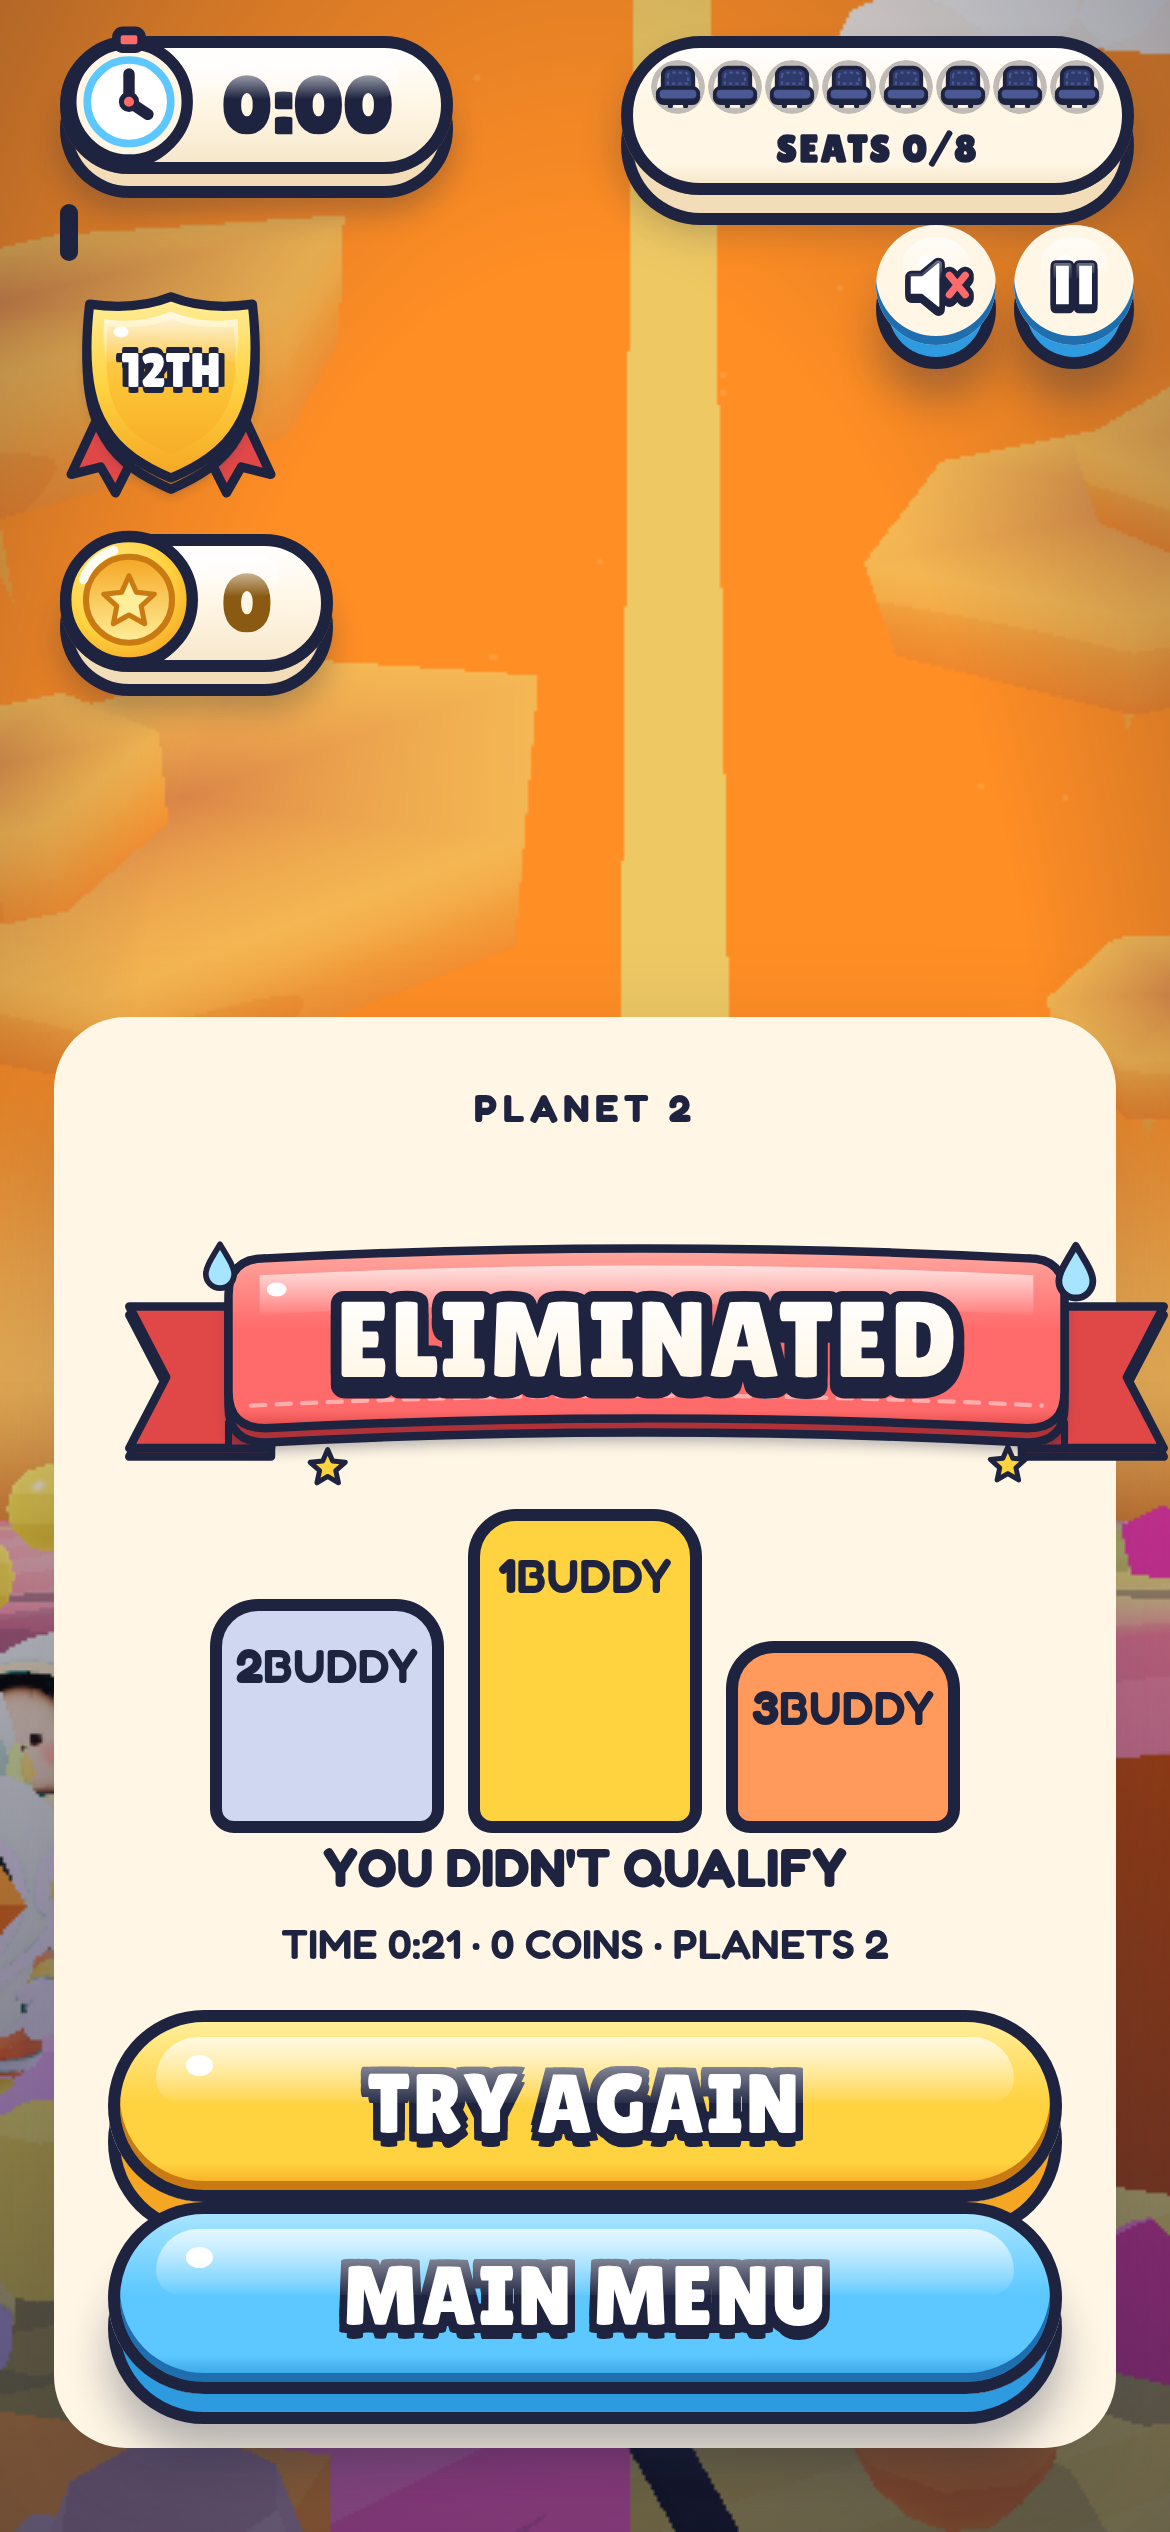 0:00
SEATS 0/8
12TH
0
PLANET 2
ELIMINATED
1BUDDY
2BUDDY
3BUDDY
YOU DIDN'T QUALIFY
TIME 0:21 · 0 COINS · PLANETS 2
TRY AGAIN
MAIN MENU